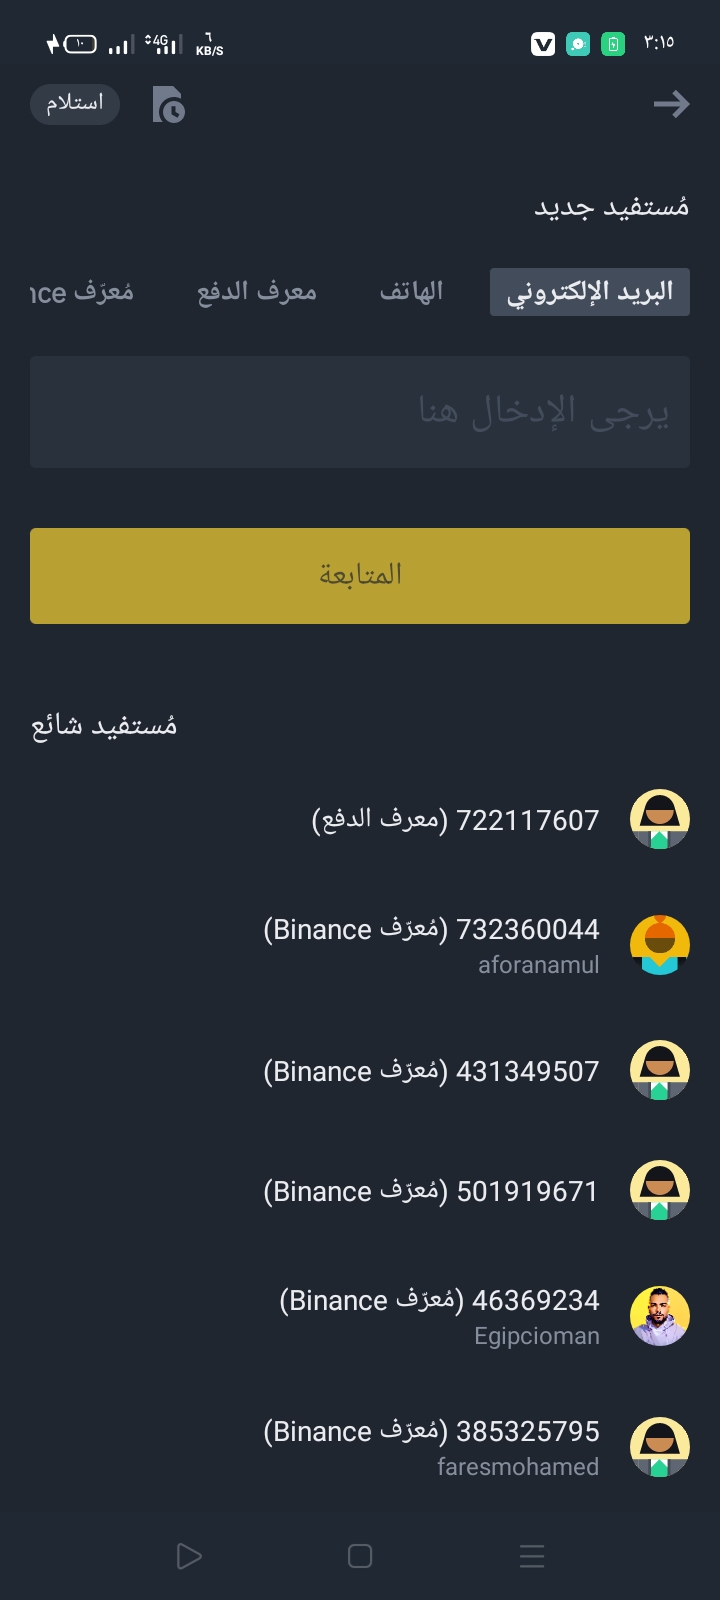 ١٠ 4G ٦ KB/S ٣:١٥
استلام
مُستفيد جديد
البريد الإلكتروني الهاتف معرف الدفع مُعرّف nce
يرجى الإدخال هنا
المتابعة
مُستفيد شائع
722117607 (معرف الدفع)
732360044 (مُعرّف Binance)
aforanamul
431349507 (مُعرّف Binance)
501919671 (مُعرّف Binance)
46369234 (مُعرّف Binance)
Egipcioman
385325795 (مُعرّف Binance)
faresmohamed